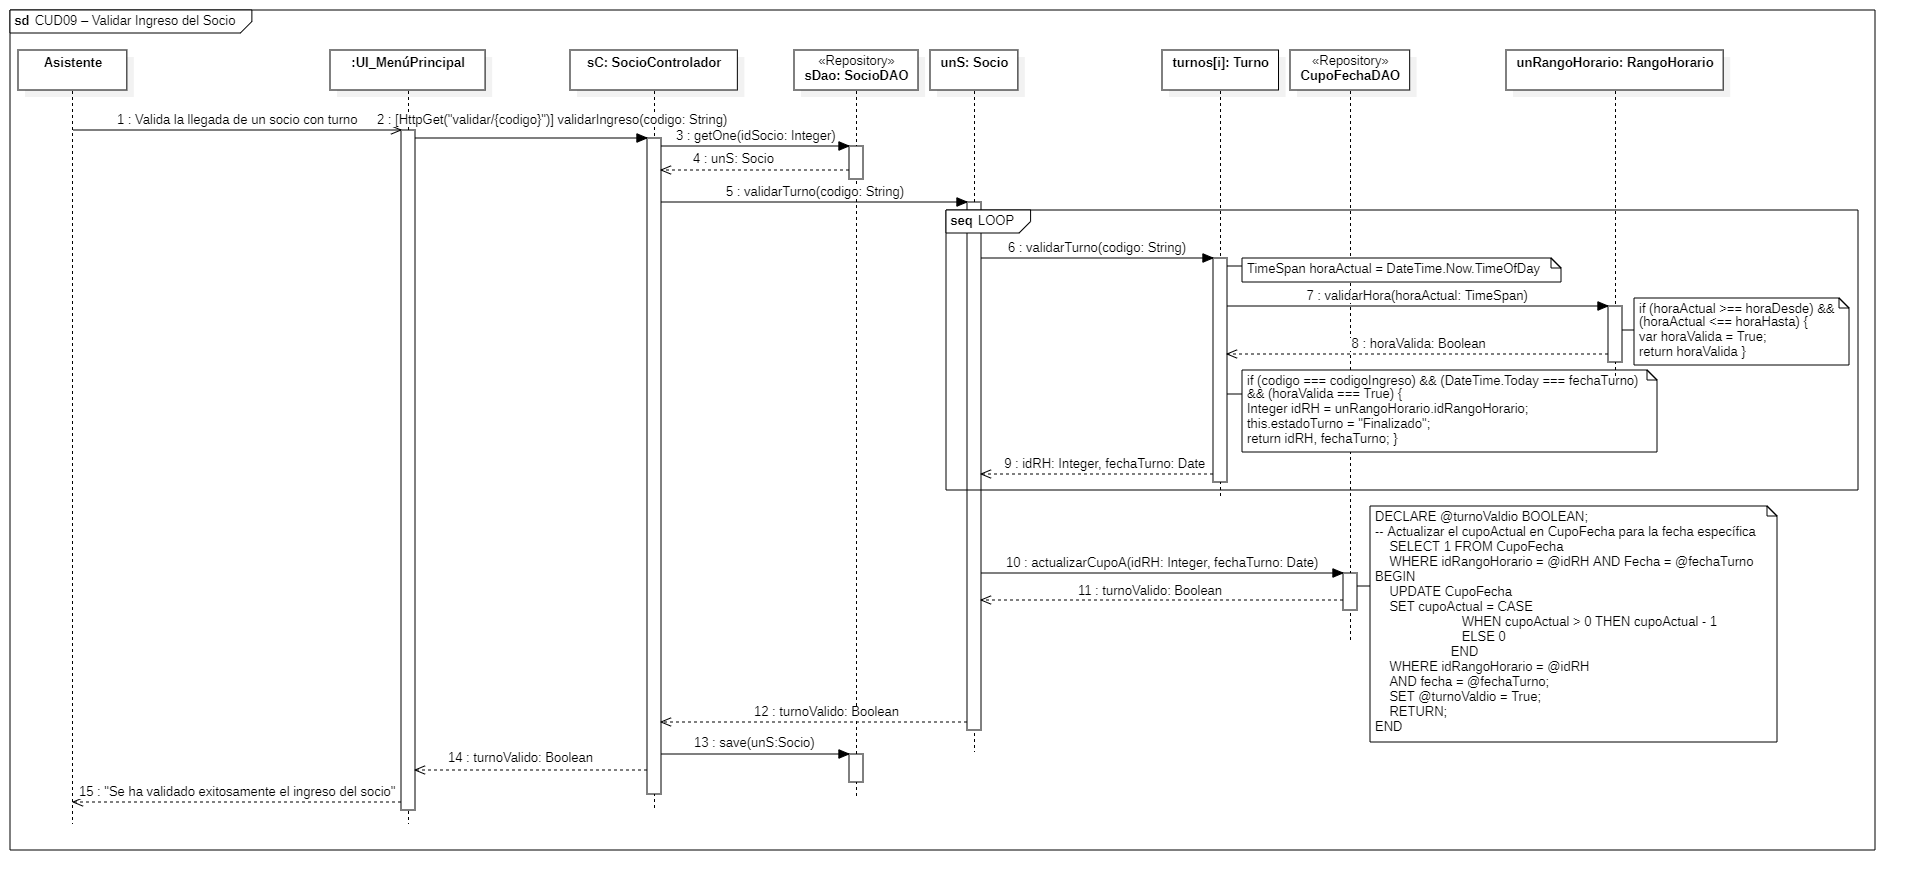 sd CUD09 – Validar Ingreso del Socio
Asistente
:UI_MenúPrincipal
sC: SocioControlador
«Repository»
sDao: SocioDAO
unS: Socio
turnos[i]: Turno
«Repository»
CupoFechaDAO
unRangoHorario: RangoHorario
1 : Valida la llegada de un socio con turno
2 : [HttpGet("validar/{codigo}")] validarIngreso(codigo: String)
3 : getOne(idSocio: Integer)
4 : unS: Socio
5 : validarTurno(codigo: String)
seq LOOP
6 : validarTurno(codigo: String)
TimeSpan horaActual = DateTime.Now.TimeOfDay
7 : validarHora(horaActual: TimeSpan)
if (horaActual >== horaDesde) &&
(horaActual <== horaHasta) {
var horaValida = True;
return horaValida }
8 : horaValida: Boolean
if (codigo === codigoIngreso) && (DateTime.Today === fechaTurno)
&& (horaValida === True) {
Integer idRH = unRangoHorario.idRangoHorario;
this.estadoTurno = "Finalizado";
return idRH, fechaTurno; }
9 : idRH: Integer, fechaTurno: Date
DECLARE @turnoValdio BOOLEAN;
-- Actualizar el cupoActual en CupoFecha para la fecha específica
SELECT 1 FROM CupoFecha
WHERE idRangoHorario = @idRH AND Fecha = @fechaTurno
BEGIN
UPDATE CupoFecha
SET cupoActual = CASE
WHEN cupoActual > 0 THEN cupoActual - 1
ELSE 0
END
WHERE idRangoHorario = @idRH
AND fecha = @fechaTurno;
SET @turnoValdio = True;
RETURN;
END
10 : actualizarCupoA(idRH: Integer, fechaTurno: Date)
11 : turnoValido: Boolean
12 : turnoValido: Boolean
13 : save(unS:Socio)
14 : turnoValido: Boolean
15 : "Se ha validado exitosamente el ingreso del socio"